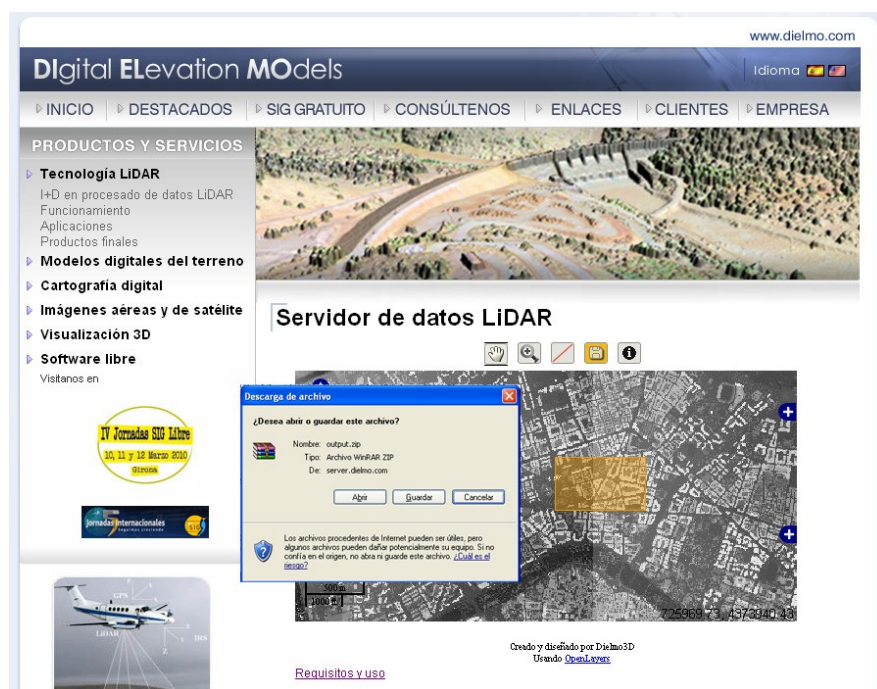 www.dielmo.com
DIgital ELevation MOdels
Idioma
INICIO
DESTACADOS
SIG GRATUITO
CONSÚLTENOS
ENLACES
CLIENTES
EMPRESA
PRODUCTOS Y SERVICIOS
Tecnología LiDAR
I+D en procesado de datos LiDAR
Funcionamiento
Aplicaciones
Productos finales
Modelos digitales del terreno
Cartografía digital
Imágenes aéreas y de satélite
Visualización 3D
Software libre
Visitanos en
IV Jornadas SIG Libre
10, 11 y 12 Marzo 2010
Girona
Jornadas Internacionales
GPS
LiDAR
IRS
Z
X
Servidor de datos LiDAR
Descarga de archivo
¿Desea abrir o guardar este archivo?
Nombre: output.zip
Tipo: Archivo WinRAR ZIP
De: server.dielmo.com
Abrir
Guardar
Cancelar
Los archivos procedentes de Internet pueden ser útiles, pero
algunos archivos pueden dañar potencialmente su equipo. Si no
confía en el origen, no abra ni guarde este archivo. ¿Cuál es el
riesgo?
500 m
1000 ft
725969.73, 4373940.43
Creado y diseñado por Dielmo3D
Usando OpenLayers
Requisitos y uso